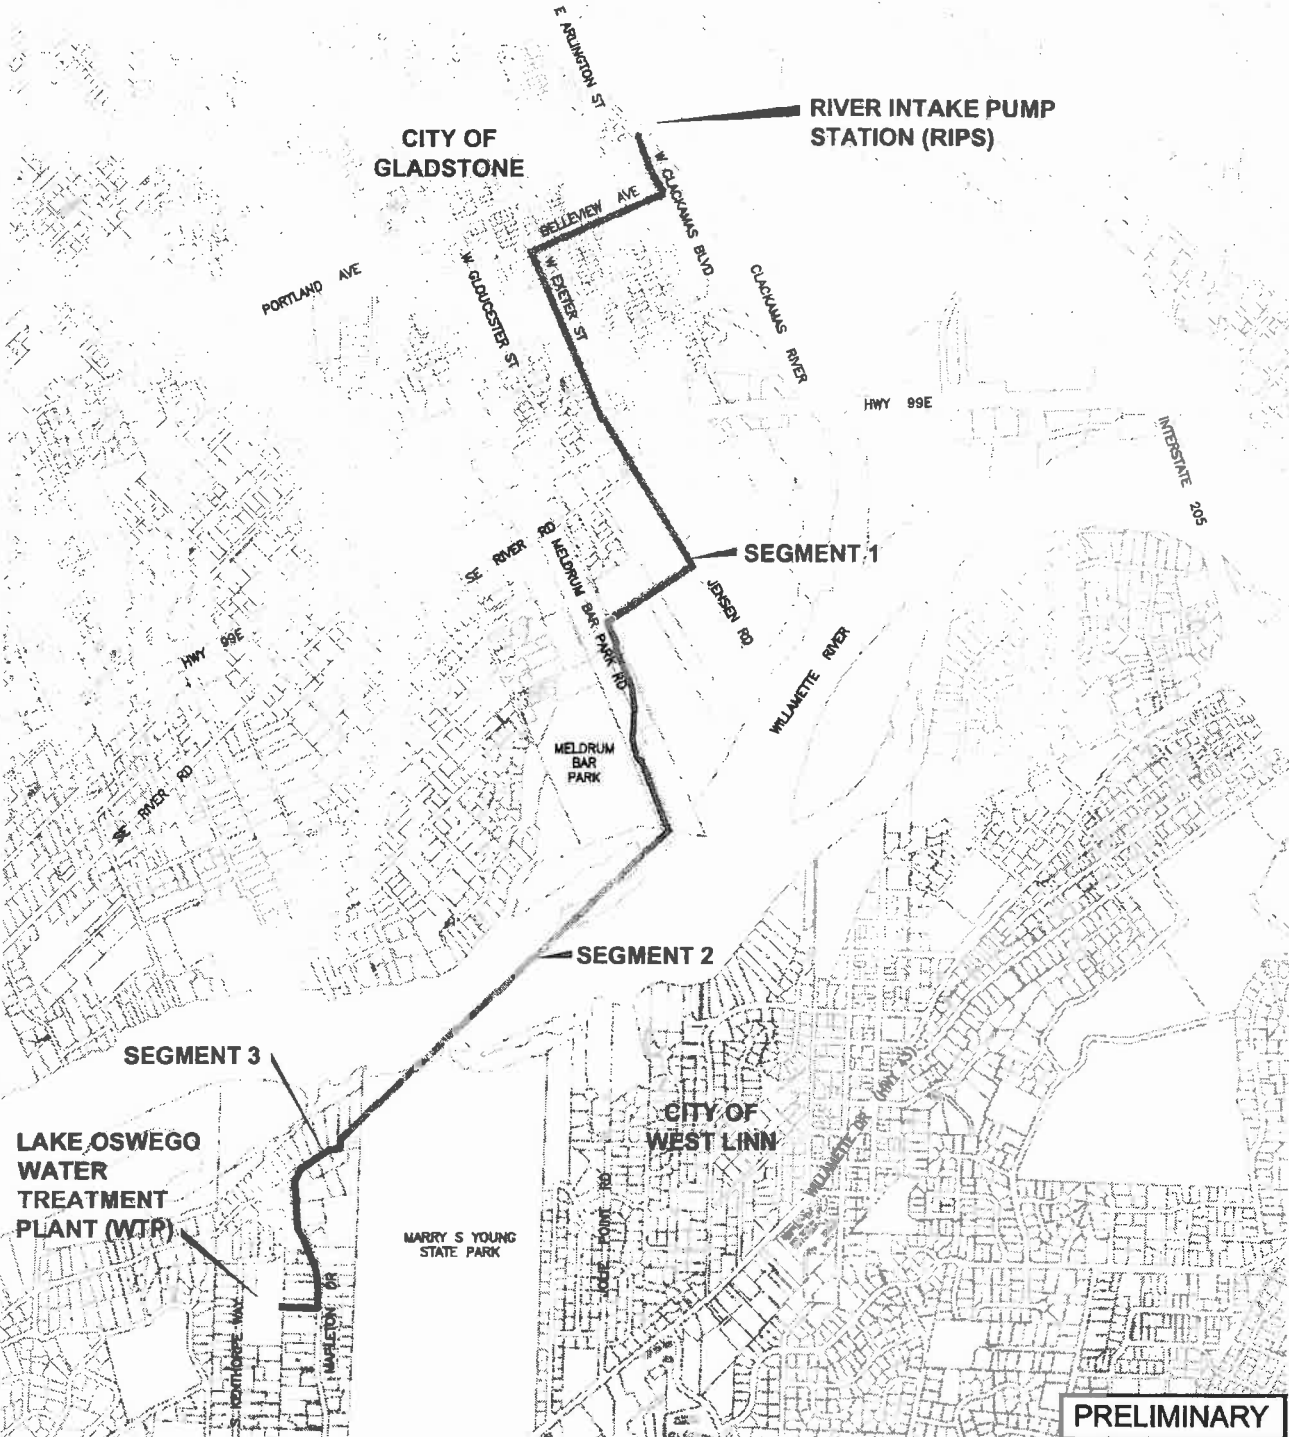 E ARLINGTON ST
RIVER INTAKE PUMP
STATION (RIPS)
CITY OF
GLADSTONE
W CLACKAMAS BLVD
BELLEVIEW AVE
W EXETER ST
W GLOUCESTER ST
PORTLAND AVE
CLACKAMAS RIVER
HWY 99E
INTERSTATE 205
SE RIVER RD
MELDRUM BAR PARK RD
SEGMENT 1
JENSEN RD
HWY 99E
WILLAMETTE RIVER
MELDRUM
BAR
PARK
SE RIVER RD
SEGMENT 2
SEGMENT 3
CITY OF
WEST LINN
WILLAMETTE DR (HWY 43)
LAKE OSWEGO
WATER
TREATMENT
PLANT (WTP)
MARRY S YOUNG
STATE PARK
JOLIE POINT RD
S KENTHORPE WAY
MAPLETON DR
PRELIMINARY